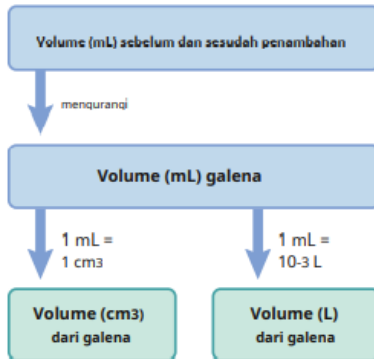 Volume (mL) sebelum dan sesudah penambahan
mengurangi
Volume (mL) galena
1 mL =
1 cm3
1 mL =
10-3 L
Volume (cm3)
dari galena
Volume (L)
dari galena